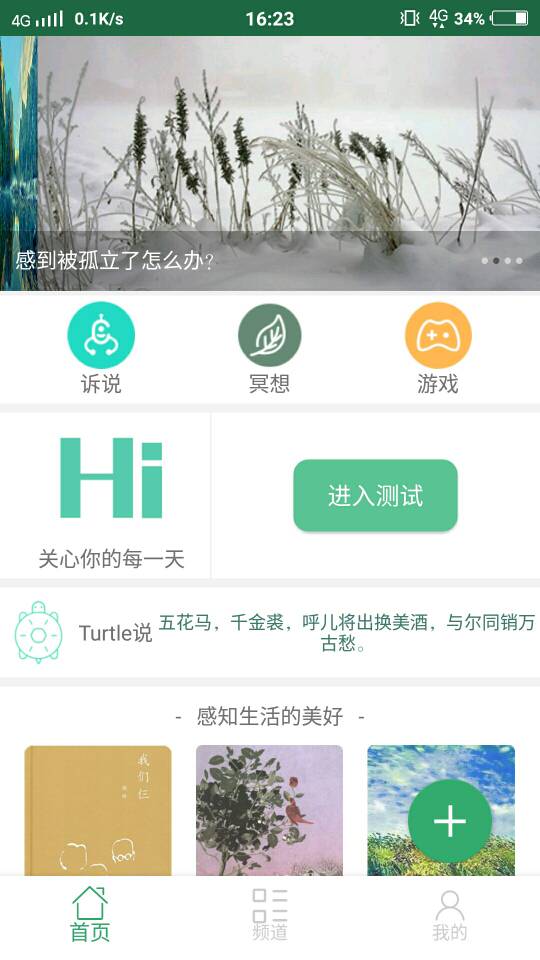 4G 0.1K/s 16:23 4G 34%
感到被孤立了怎么办?
诉说 冥想 游戏
Hi
关心你的每一天
进入测试
Turtle说
五花马，千金裘，呼儿将出换美酒，与尔同销万
古愁。
- 感知生活的美好 -
我们仨
首页 频道 我的